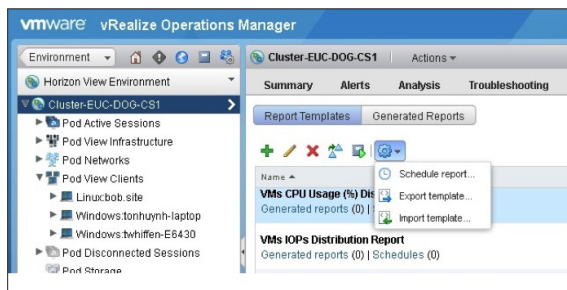 vmware vRealize Operations Manager
Environment
Cluster-EUC-DOG-CS1 Actions
Horizon View Environment
Summary Alerts Analysis Troubleshooting
Cluster-EUC-DOG-CS1
Pod Active Sessions
Report Templates Generated Reports
Pod View Infrastructure
Pod Networks
Pod View Clients
Linux:bob.site
Windows:tonhuynh-laptop
Windows:twhiffen-E6430
Pod Disconnected Sessions
Pod Storage
Schedule report...
Export template...
Import template...
Name
VMs CPU Usage (%) Dis
Generated reports (0) | S
VMs IOPs Distribution Report
Generated reports (0) | Schedules (0)